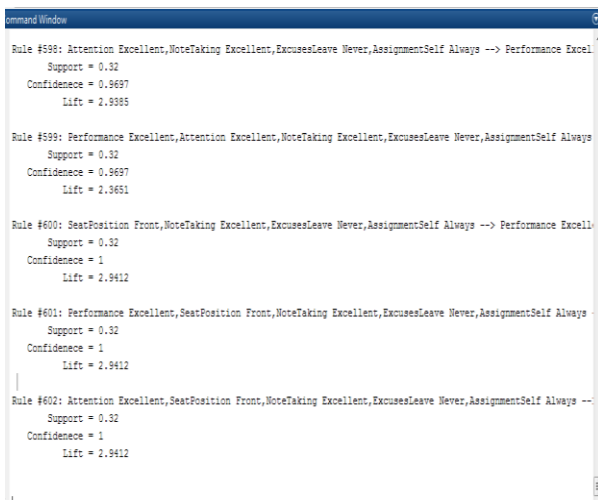 ommand Window
Rule #598: Attention Excellent,NoteTaking Excellent,ExcusesLeave Never,AssignmentSelf Always --> Performance Excel
Support = 0.32
Confidenece = 0.9697
Lift = 2.9385
Rule #599: Performance Excellent,Attention Excellent,NoteTaking Excellent,ExcusesLeave Never,AssignmentSelf Always
Support = 0.32
Confidenece = 0.9697
Lift = 2.3651
Rule #600: SeatPosition Front,NoteTaking Excellent,ExcusesLeave Never,AssignmentSelf Always --> Performance Excell
Support = 0.32
Confidenece = 1
Lift = 2.9412
Rule #601: Performance Excellent,SeatPosition Front,NoteTaking Excellent,ExcusesLeave Never,AssignmentSelf Always -
Support = 0.32
Confidenece = 1
Lift = 2.9412
Rule #602: Attention Excellent,SeatPosition Front,NoteTaking Excellent,ExcusesLeave Never,AssignmentSelf Always --
Support = 0.32
Confidenece = 1
Lift = 2.9412